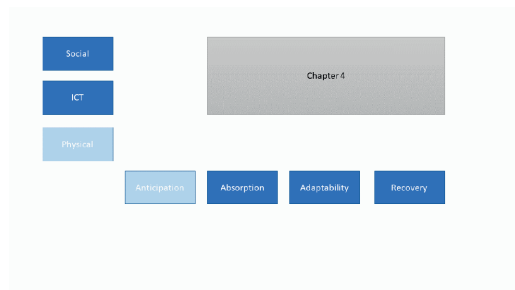 Social
Chapter 4
ICT
Physical
Anticipation
Absorption
Adaptability
Recovery